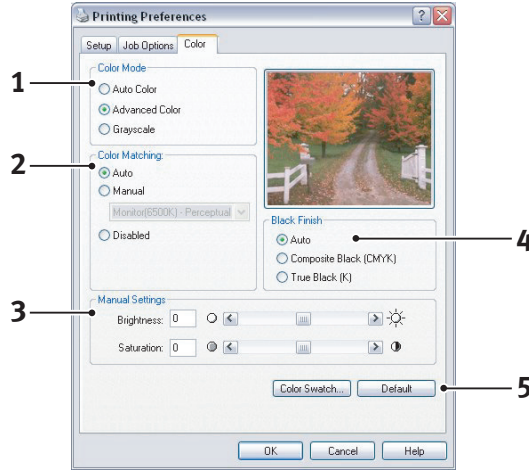 Printing Preferences
Setup Job Options Color
1
Color Mode
Auto Color
Advanced Color
Grayscale
2
Color Matching:
Auto
Manual
Monitor(6500K) - Perceptual
Disabled
Black Finish
4
Auto
Composite Black (CMYK)
True Black (K)
3
Manual Settings
Brightness: 0
Saturation: 0
Color Swatch... Default
5
OK Cancel Help